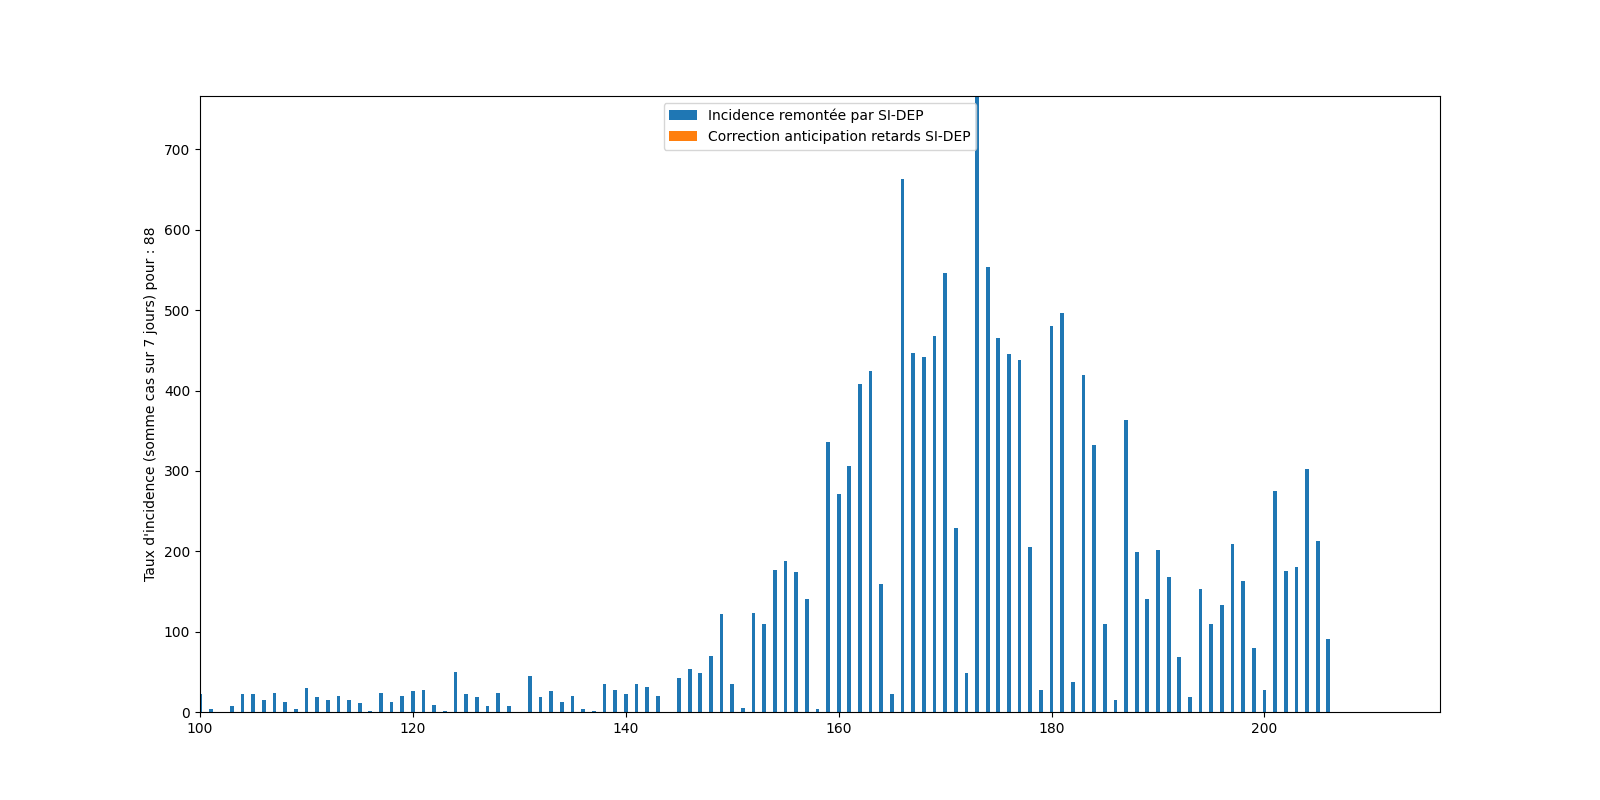 Incidence remontée par SI-DEP
Correction anticipation retards SI-DEP
Taux d'incidence (somme cas sur 7 jours) pour : 88
700
600
500
400
300
200
100
0
100 120 140 160 180 200